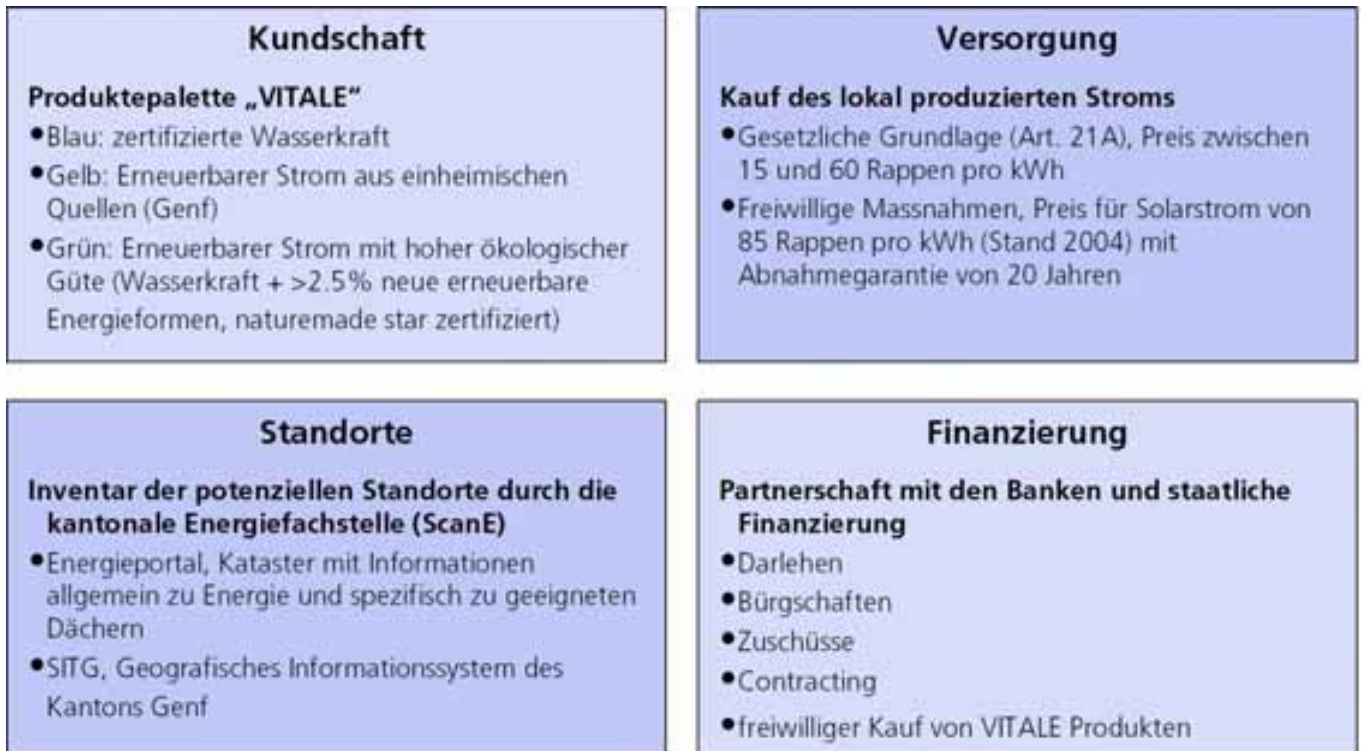 Kundschaft
Produktepalette „VITALE“
•Blau: zertifizierte Wasserkraft
•Gelb: Erneuerbarer Strom aus einheimischen
Quellen (Genf)
•Grün: Erneuerbarer Strom mit hoher ökologischer
Güte (Wasserkraft + >2.5% neue erneuerbare
Energieformen, naturemade star zertifiziert)
Versorgung
Kauf des lokal produzierten Stroms
•Gesetzliche Grundlage (Art. 21A), Preis zwischen
15 und 60 Rappen pro kWh
•Freiwillige Massnahmen, Preis für Solarstrom von
85 Rappen pro kWh (Stand 2004) mit
Abnahmegarantie von 20 Jahren
Standorte
Inventar der potenziellen Standorte durch die
kantonale Energiefachstelle (ScanE)
•Energieportal, Kataster mit Informationen
allgemein zu Energie und spezifisch zu geeigneten
Dächern
•SITG, Geografisches Informationssystem des
Kantons Genf
Finanzierung
Partnerschaft mit den Banken und staatliche
Finanzierung
•Darlehen
•Bürgschaften
•Zuschüsse
•Contracting
•freiwilliger Kauf von VITALE Produkten